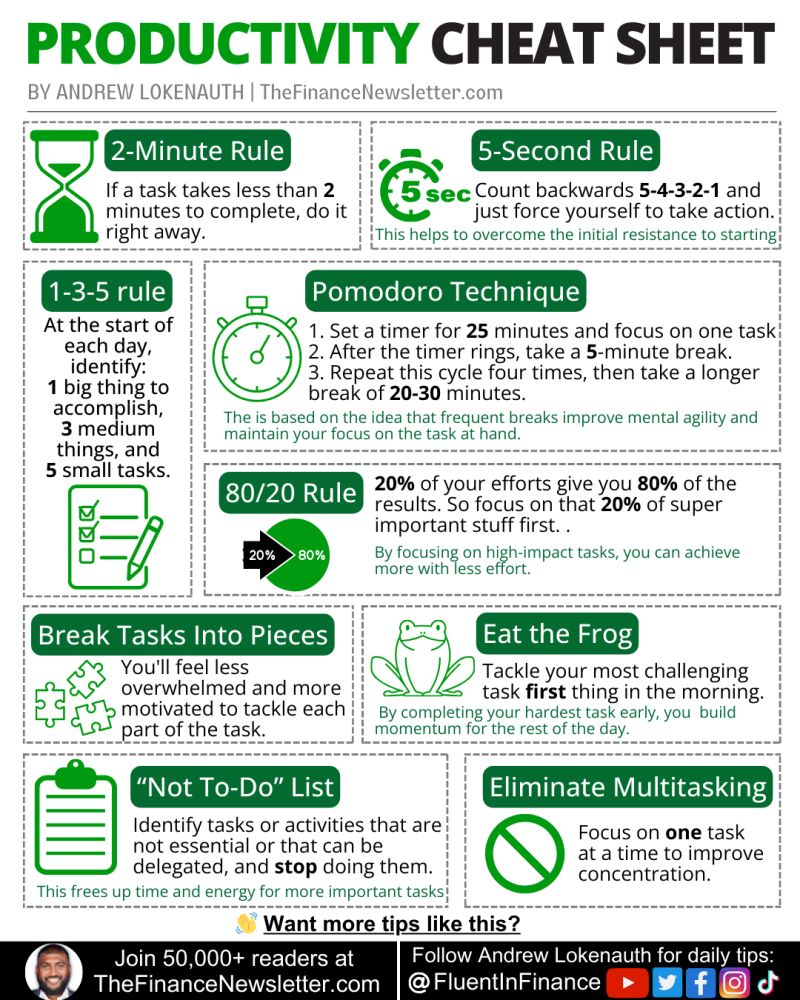 PRODUCTIVITY CHEAT SHEET
BY ANDREW LOKENAUTH | TheFinanceNewsletter.com
2-Minute Rule
If a task takes less than 2
minutes to complete, do it
right away.
5-Second Rule
5 sec
Count backwards 5-4-3-2-1 and
just force yourself to take action.
This helps to overcome the initial resistance to starting
1-3-5 rule
At the start of
each day,
identify:
1 big thing to
accomplish,
3 medium
things, and
5 small tasks.
Pomodoro Technique
1. Set a timer for 25 minutes and focus on one task
2. After the timer rings, take a 5-minute break.
3. Repeat this cycle four times, then take a longer
break of 20-30 minutes.
The is based on the idea that frequent breaks improve mental agility and
maintain your focus on the task at hand.
80/20 Rule
20% 80%
20% of your efforts give you 80% of the
results. So focus on that 20% of super
important stuff first. .
By focusing on high-impact tasks, you can achieve
more with less effort.
Break Tasks Into Pieces
You'll feel less
overwhelmed and more
motivated to tackle each
part of the task.
Eat the Frog
Tackle your most challenging
task first thing in the morning.
By completing your hardest task early, you build
momentum for the rest of the day.
“Not To-Do” List
Identify tasks or activities that are
not essential or that can be
delegated, and stop doing them.
This frees up time and energy for more important tasks
Eliminate Multitasking
Focus on one task
at a time to improve
concentration.
Want more tips like this?
Join 50,000+ readers at
TheFinanceNewsletter.com
Follow Andrew Lokenauth for daily tips:
@FluentInFinance